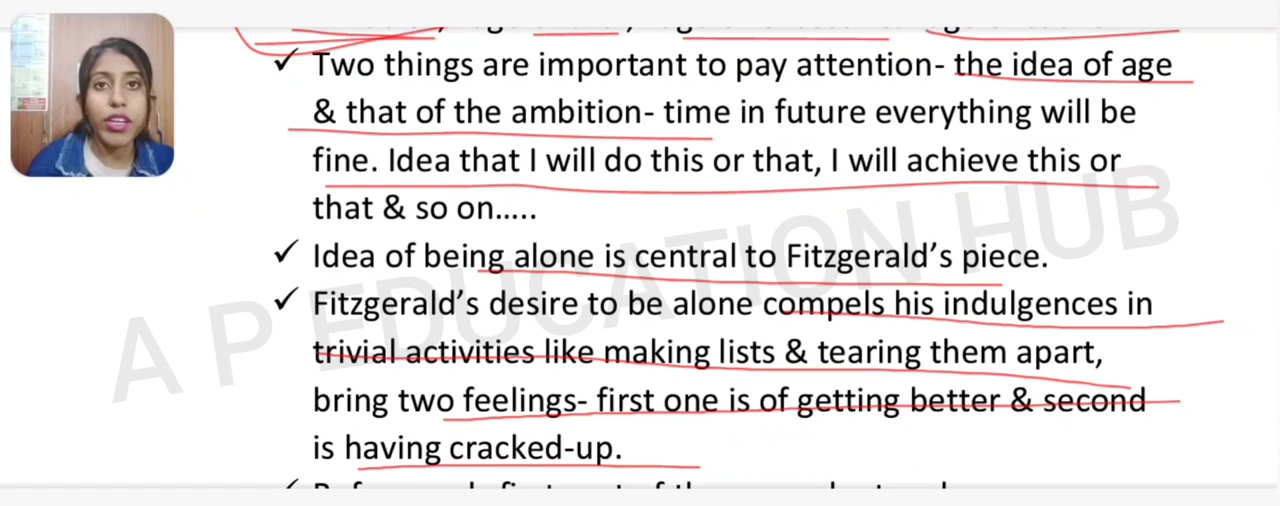 ✓ Two things are important to pay attention- the idea of age
& that of the ambition- time in future everything will be
fine. Idea that I will do this or that, I will achieve this or
that & so on…..
✓ Idea of being alone is central to Fitzgerald’s piece.
✓ Fitzgerald’s desire to be alone compels his indulgences in
trivial activities like making lists & tearing them apart,
bring two feelings- first one is of getting better & second
is having cracked-up.
A P EDUCATION HUB